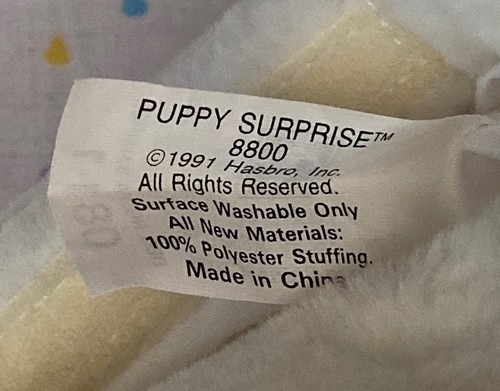 PUPPY SURPRISE™
8800
©1991 Hasbro, Inc.
All Rights Reserved.
Surface Washable Only
All New Materials:
100% Polyester Stuffing.
Made in China